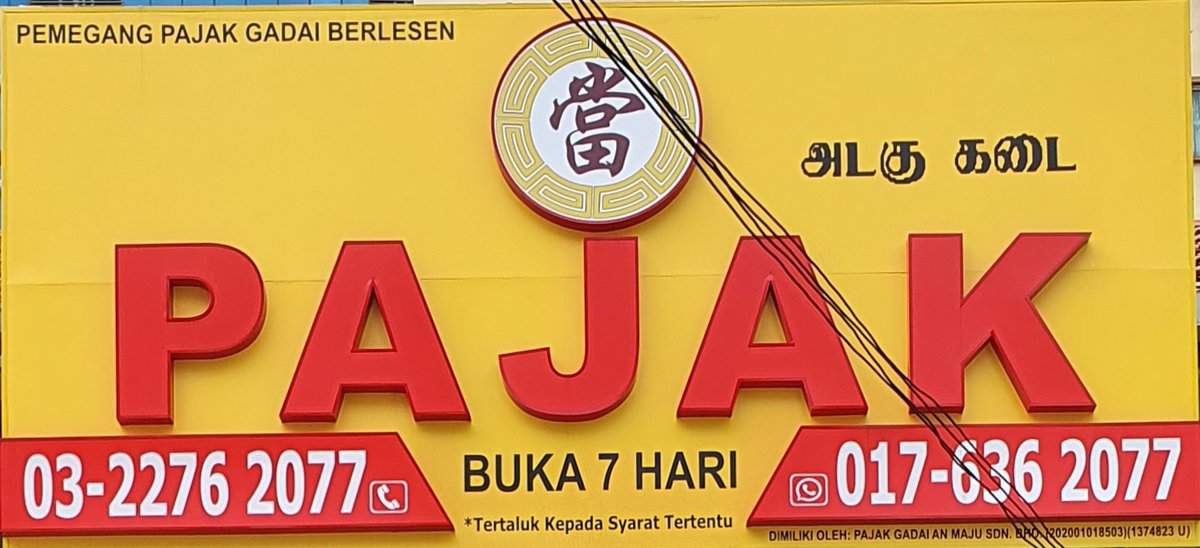 PEMEGANG PAJAK GADAI BERLESEN
當
அடகு கடை
PAJAK
03-2276 2077
BUKA 7 HARI
017-636 2077
*Tertaluk Kepada Syarat Tertentu
DIMILIKI OLEH: PAJAK GADAI AN MAJU SDN. BHD. (202001018503)(1374823 U)